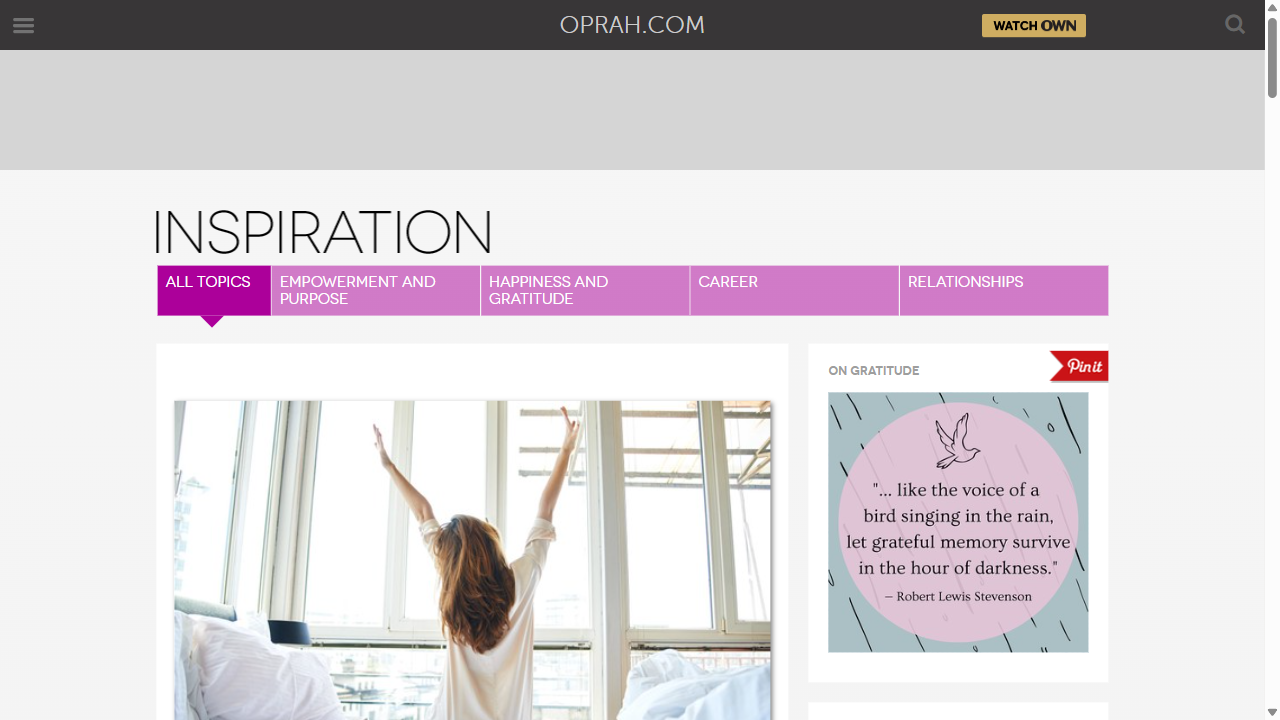 OPRAH.COM
WATCH OWN
INSPIRATION
ALL TOPICS
EMPOWERMENT AND
PURPOSE
HAPPINESS AND
GRATITUDE
CAREER
RELATIONSHIPS
ON GRATITUDE
Pinit
"... like the voice of a
bird singing in the rain,
let grateful memory survive
in the hour of darkness."
– Robert Lewis Stevenson